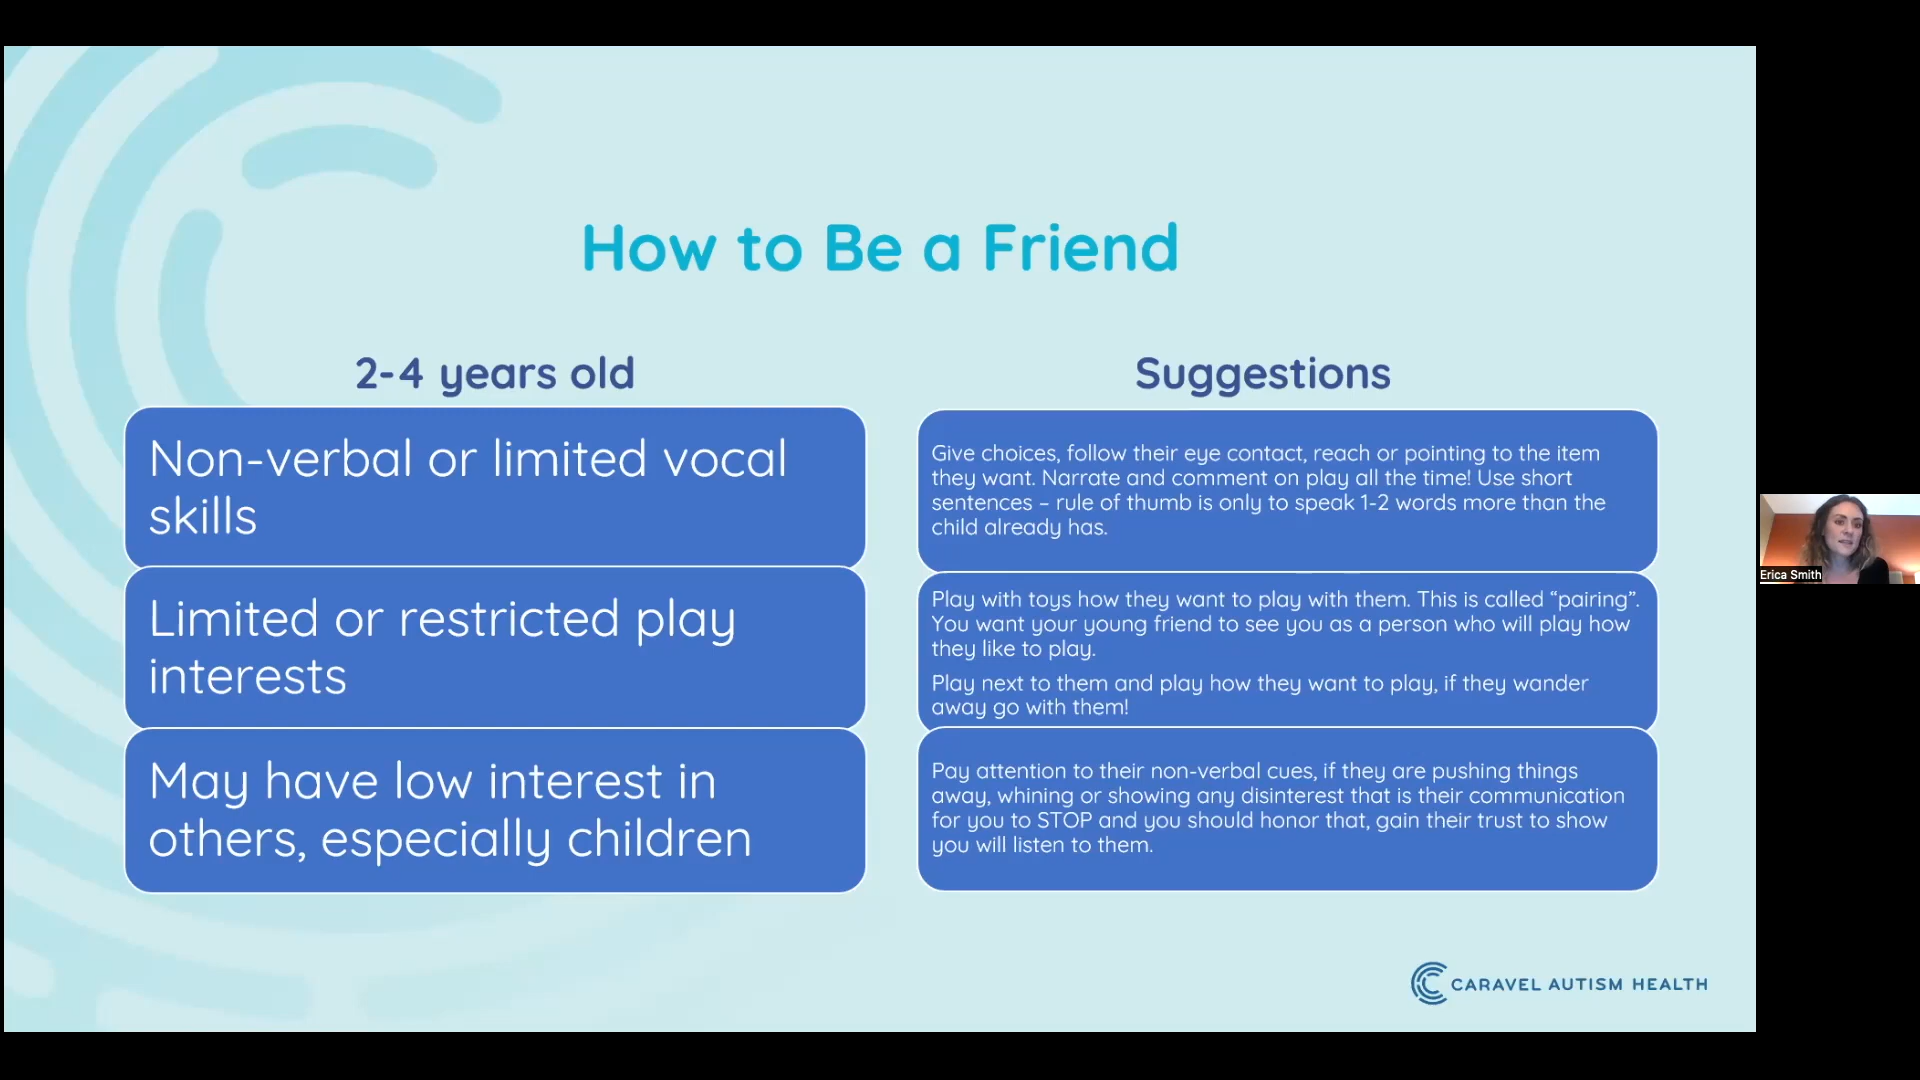 How to Be a Friend
2-4 years old
Non-verbal or limited vocal
skills
Limited or restricted play
interests
May have low interest in
others, especially children
Suggestions
Give choices, follow their eye contact, reach or pointing to the item
they want. Narrate and comment on play all the time! Use short
sentences – rule of thumb is only to speak 1-2 words more than the
child already has.
Play with toys how they want to play with them. This is called “pairing”.
You want your young friend to see you as a person who will play how
they like to play.
Play next to them and play how they want to play, if they wander
away go with them!
Pay attention to their non-verbal cues, if they are pushing things
away, whining or showing any disinterest that is their communication
for you to STOP and you should honor that, gain their trust to show
you will listen to them.
CARAVEL AUTISM HEALTH
Erica Smith